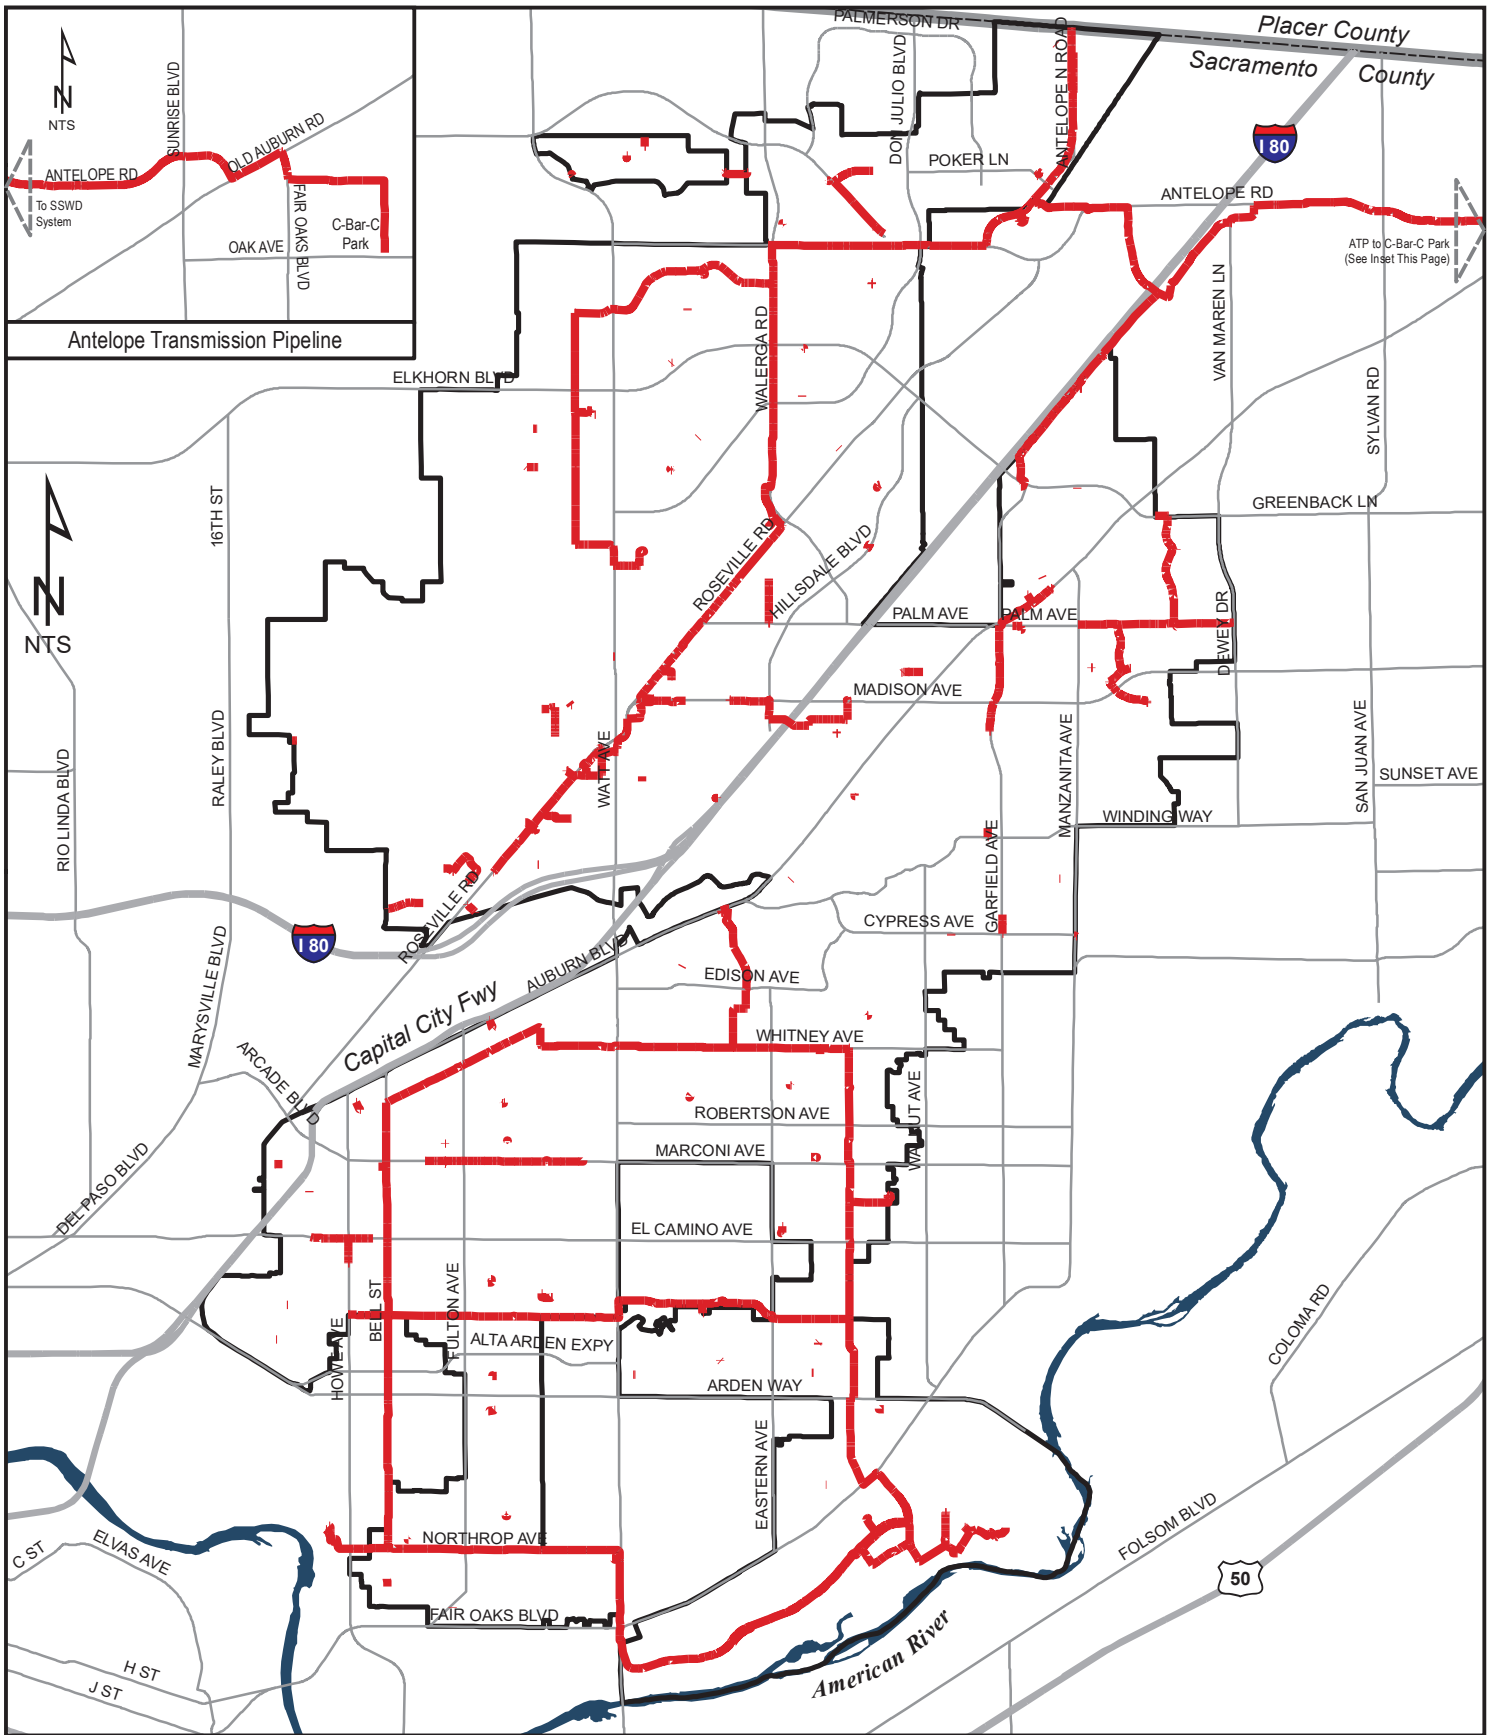 N
NTS
SUNRISE BLVD
OLD AUBURN RD
ANTELOPE RD
To SSWD
System
FAIR OAKS BLVD
C-Bar-C
Park
OAK AVE
Antelope Transmission Pipeline
PALMERSON DR
DON JULIO BLVD
ANTELOPE N ROAD
Placer County
Sacramento County
I 80
POKER LN
ANTELOPE RD
ATP to C-Bar-C Park
(See Inset This Page)
VAN MAREN LN
WALERGA RD
ELKHORN BLVD
SYLVAN RD
N
NTS
16TH ST
GREENBACK LN
ROSEVILLE RD
HILLSDALE BLVD
PALM AVE
PALM AVE
DEWEY DR
MADISON AVE
RALEY BLVD
RIO LINDA BLVD
WATT AVE
MANZANITA AVE
SAN JUAN AVE
SUNSET AVE
WINDING WAY
GARFIELD AVE
ROSEVILLE RD
CYPRESS AVE
I 80
MARYSVILLE BLVD
AUBURN BLVD
EDISON AVE
Capital City Fwy
WHITNEY AVE
ARCADE BLVD
WALNUT AVE
ROBERTSON AVE
MARCONI AVE
DEL PASO BLVD
EL CAMINO AVE
BELL ST
FULTON AVE
HOWE AVE
ALTA ARDEN EXPY
COLOMA RD
ARDEN WAY
EASTERN AVE
NORTHROP AVE
C ST
ELVAS AVE
FOLSOM BLVD
50
FAIR OAKS BLVD
American River
H ST
J ST